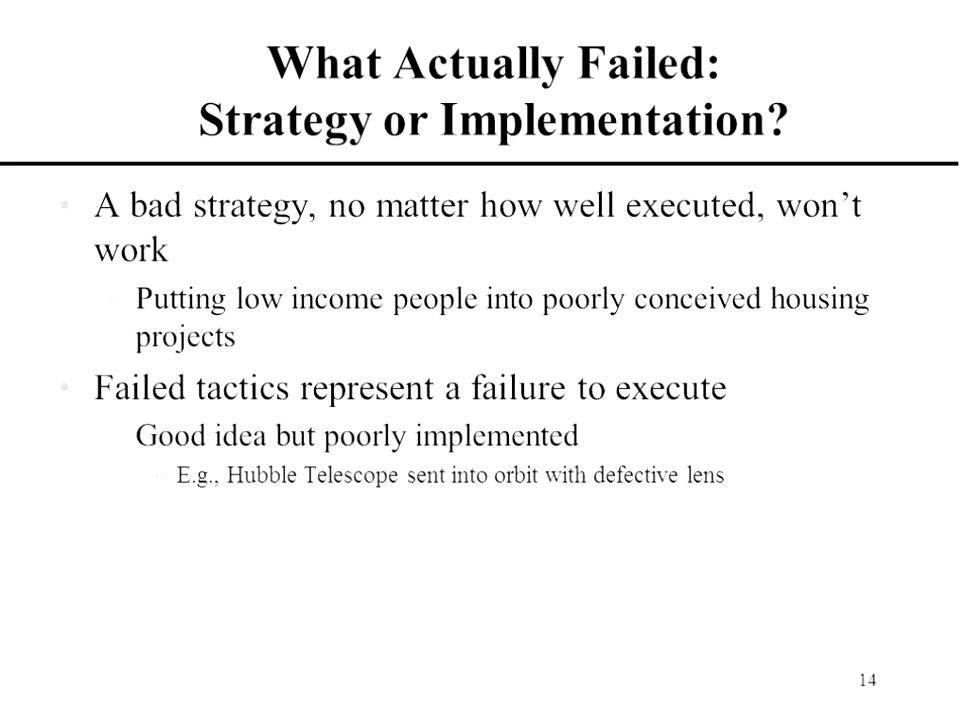 What Actually Failed:
Strategy or Implementation?
• A bad strategy, no matter how well executed, won’t
work
– Putting low income people into poorly conceived housing
projects
• Failed tactics represent a failure to execute
Good idea but poorly implemented
E.g., Hubble Telescope sent into orbit with defective lens
14